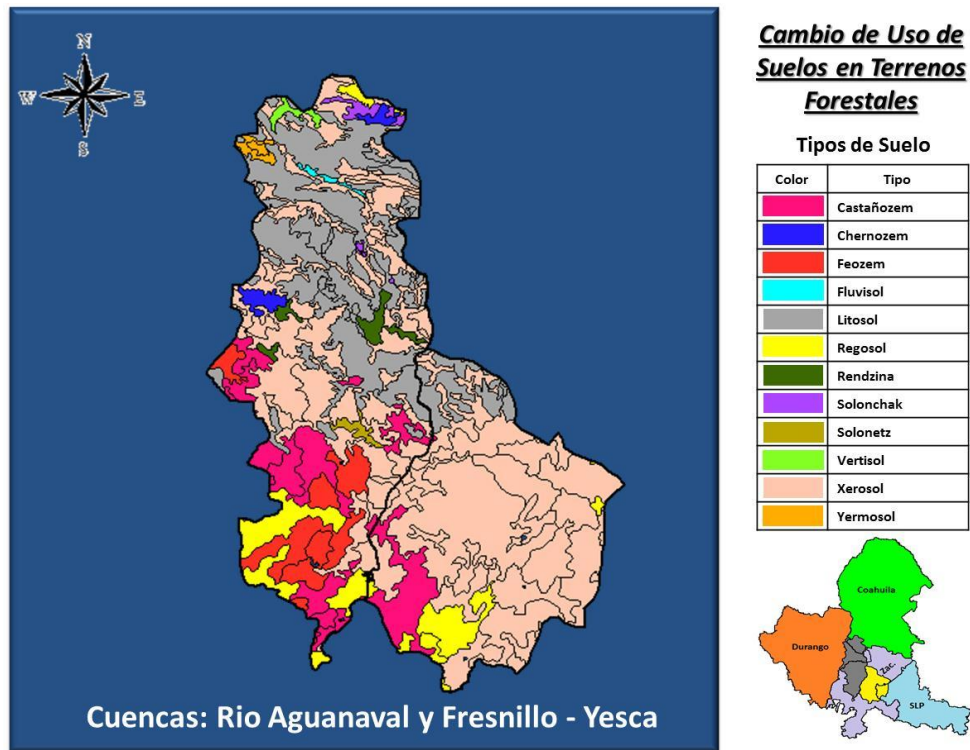 N
W E
S
Cuencas: Rio Aguanaval y Fresnillo - Yesca
Cambio de Uso de
Suelos en Terrenos
Forestales
Tipos de Suelo
Color Tipo
Castañozem
Chernozem
Feozem
Fluvisol
Litosol
Regosol
Rendzina
Solonchak
Solonetz
Vertisol
Xerosol
Yermosol
Coahuila
Durango
Zac.
SLP